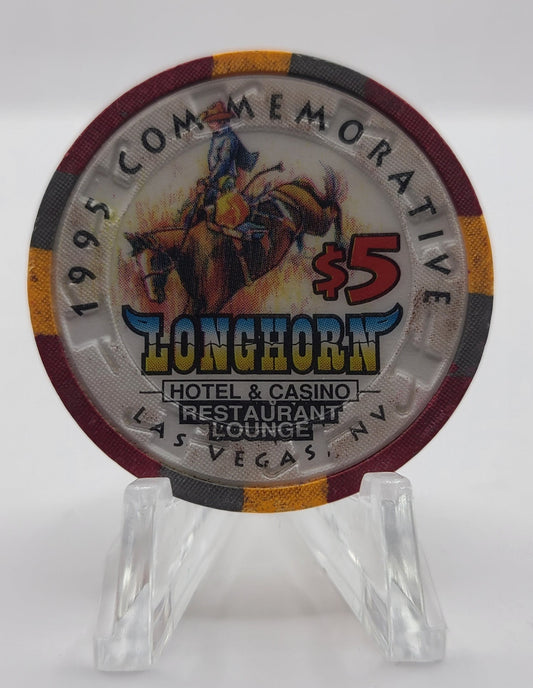 1995 COMMEMORATIVE
$5
LONGHORN
HOTEL & CASINO
RESTAURANT
LOUNGE
LAS VEGAS, NV